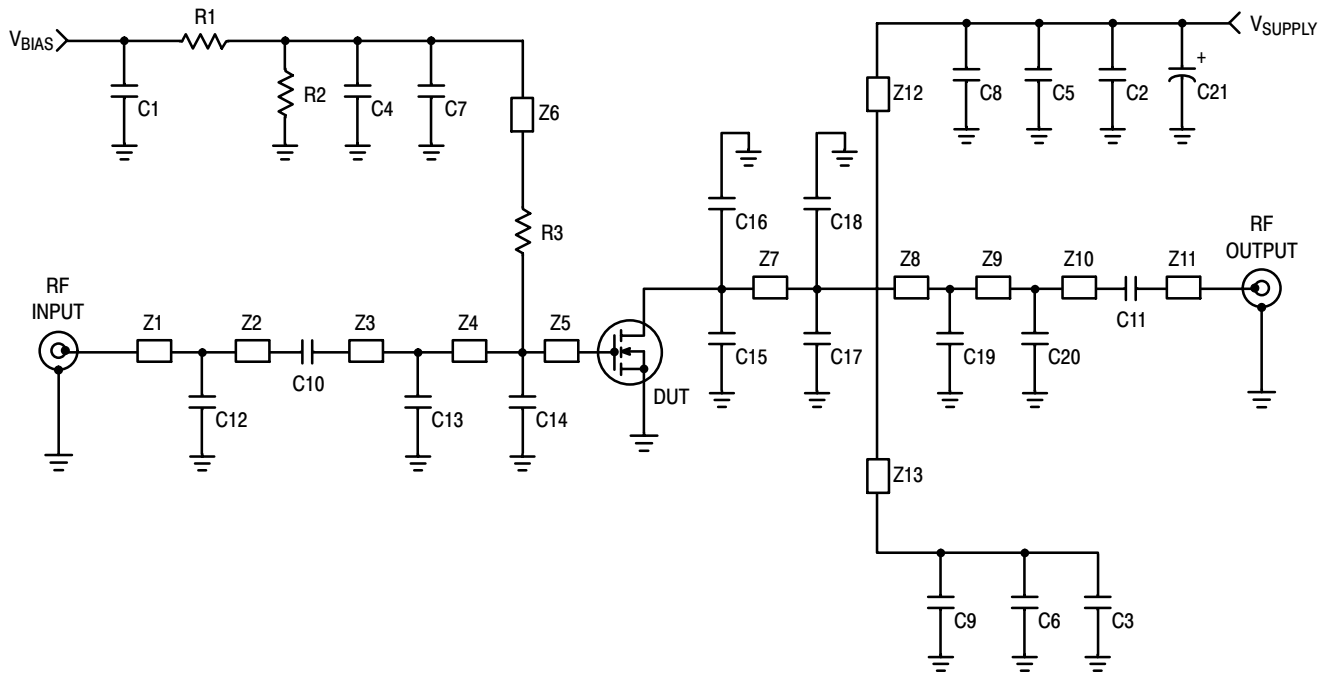 R1
V_BIAS
V_SUPPLY
C1
R2
C4
C7
Z6
Z12
C8
C5
C2
+
C21
R3
C16
C18
RF
INPUT
RF
OUTPUT
Z1
Z2
Z3
Z4
Z5
Z7
Z8
Z9
Z10
Z11
C10
C11
C12
C13
C14
DUT
C15
C17
C19
C20
Z13
C9
C6
C3